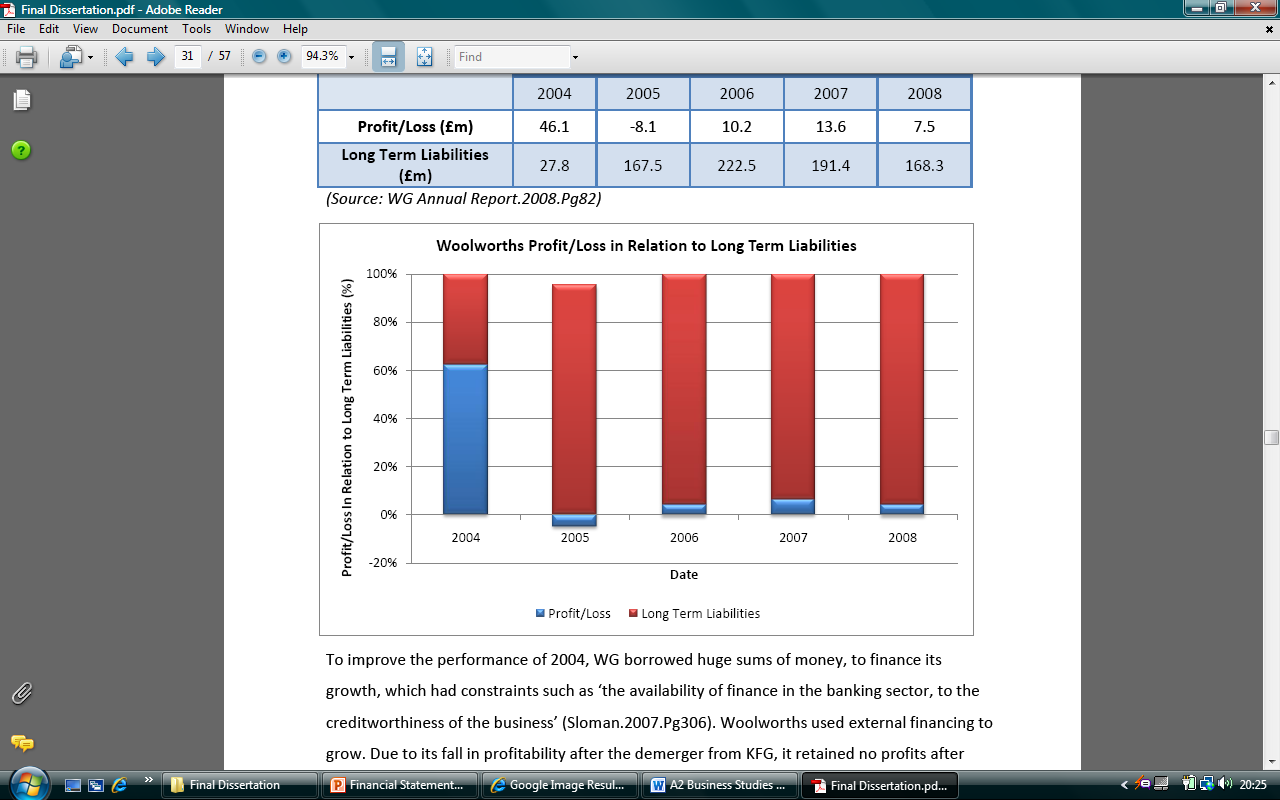 Final Dissertation.pdf - Adobe Reader
File Edit View Document Tools Window Help
31 / 57 94.3% Find
2004 2005 2006 2007 2008
Profit/Loss (£m) 46.1 -8.1 10.2 13.6 7.5
Long Term Liabilities
(£m) 27.8 167.5 222.5 191.4 168.3
(Source: WG Annual Report.2008.Pg82)
Woolworths Profit/Loss in Relation to Long Term Liabilities
Profit/Loss In Relation to Long Term Liabilities (%)
100%
80%
60%
40%
20%
0%
2004 2005 2006 2007 2008
-20%
Date
Profit/Loss Long Term Liabilities
To improve the performance of 2004, WG borrowed huge sums of money, to finance its
growth, which had constraints such as ‘the availability of finance in the banking sector, to the
creditworthiness of the business’ (Sloman.2007.Pg306). Woolworths used external financing to
grow. Due to its fall in profitability after the demerger from KFG, it retained no profits after
Final Dissertation Financial Statement... Google Image Resul... A2 Business Studies ... Final Dissertation.pd... 20:25